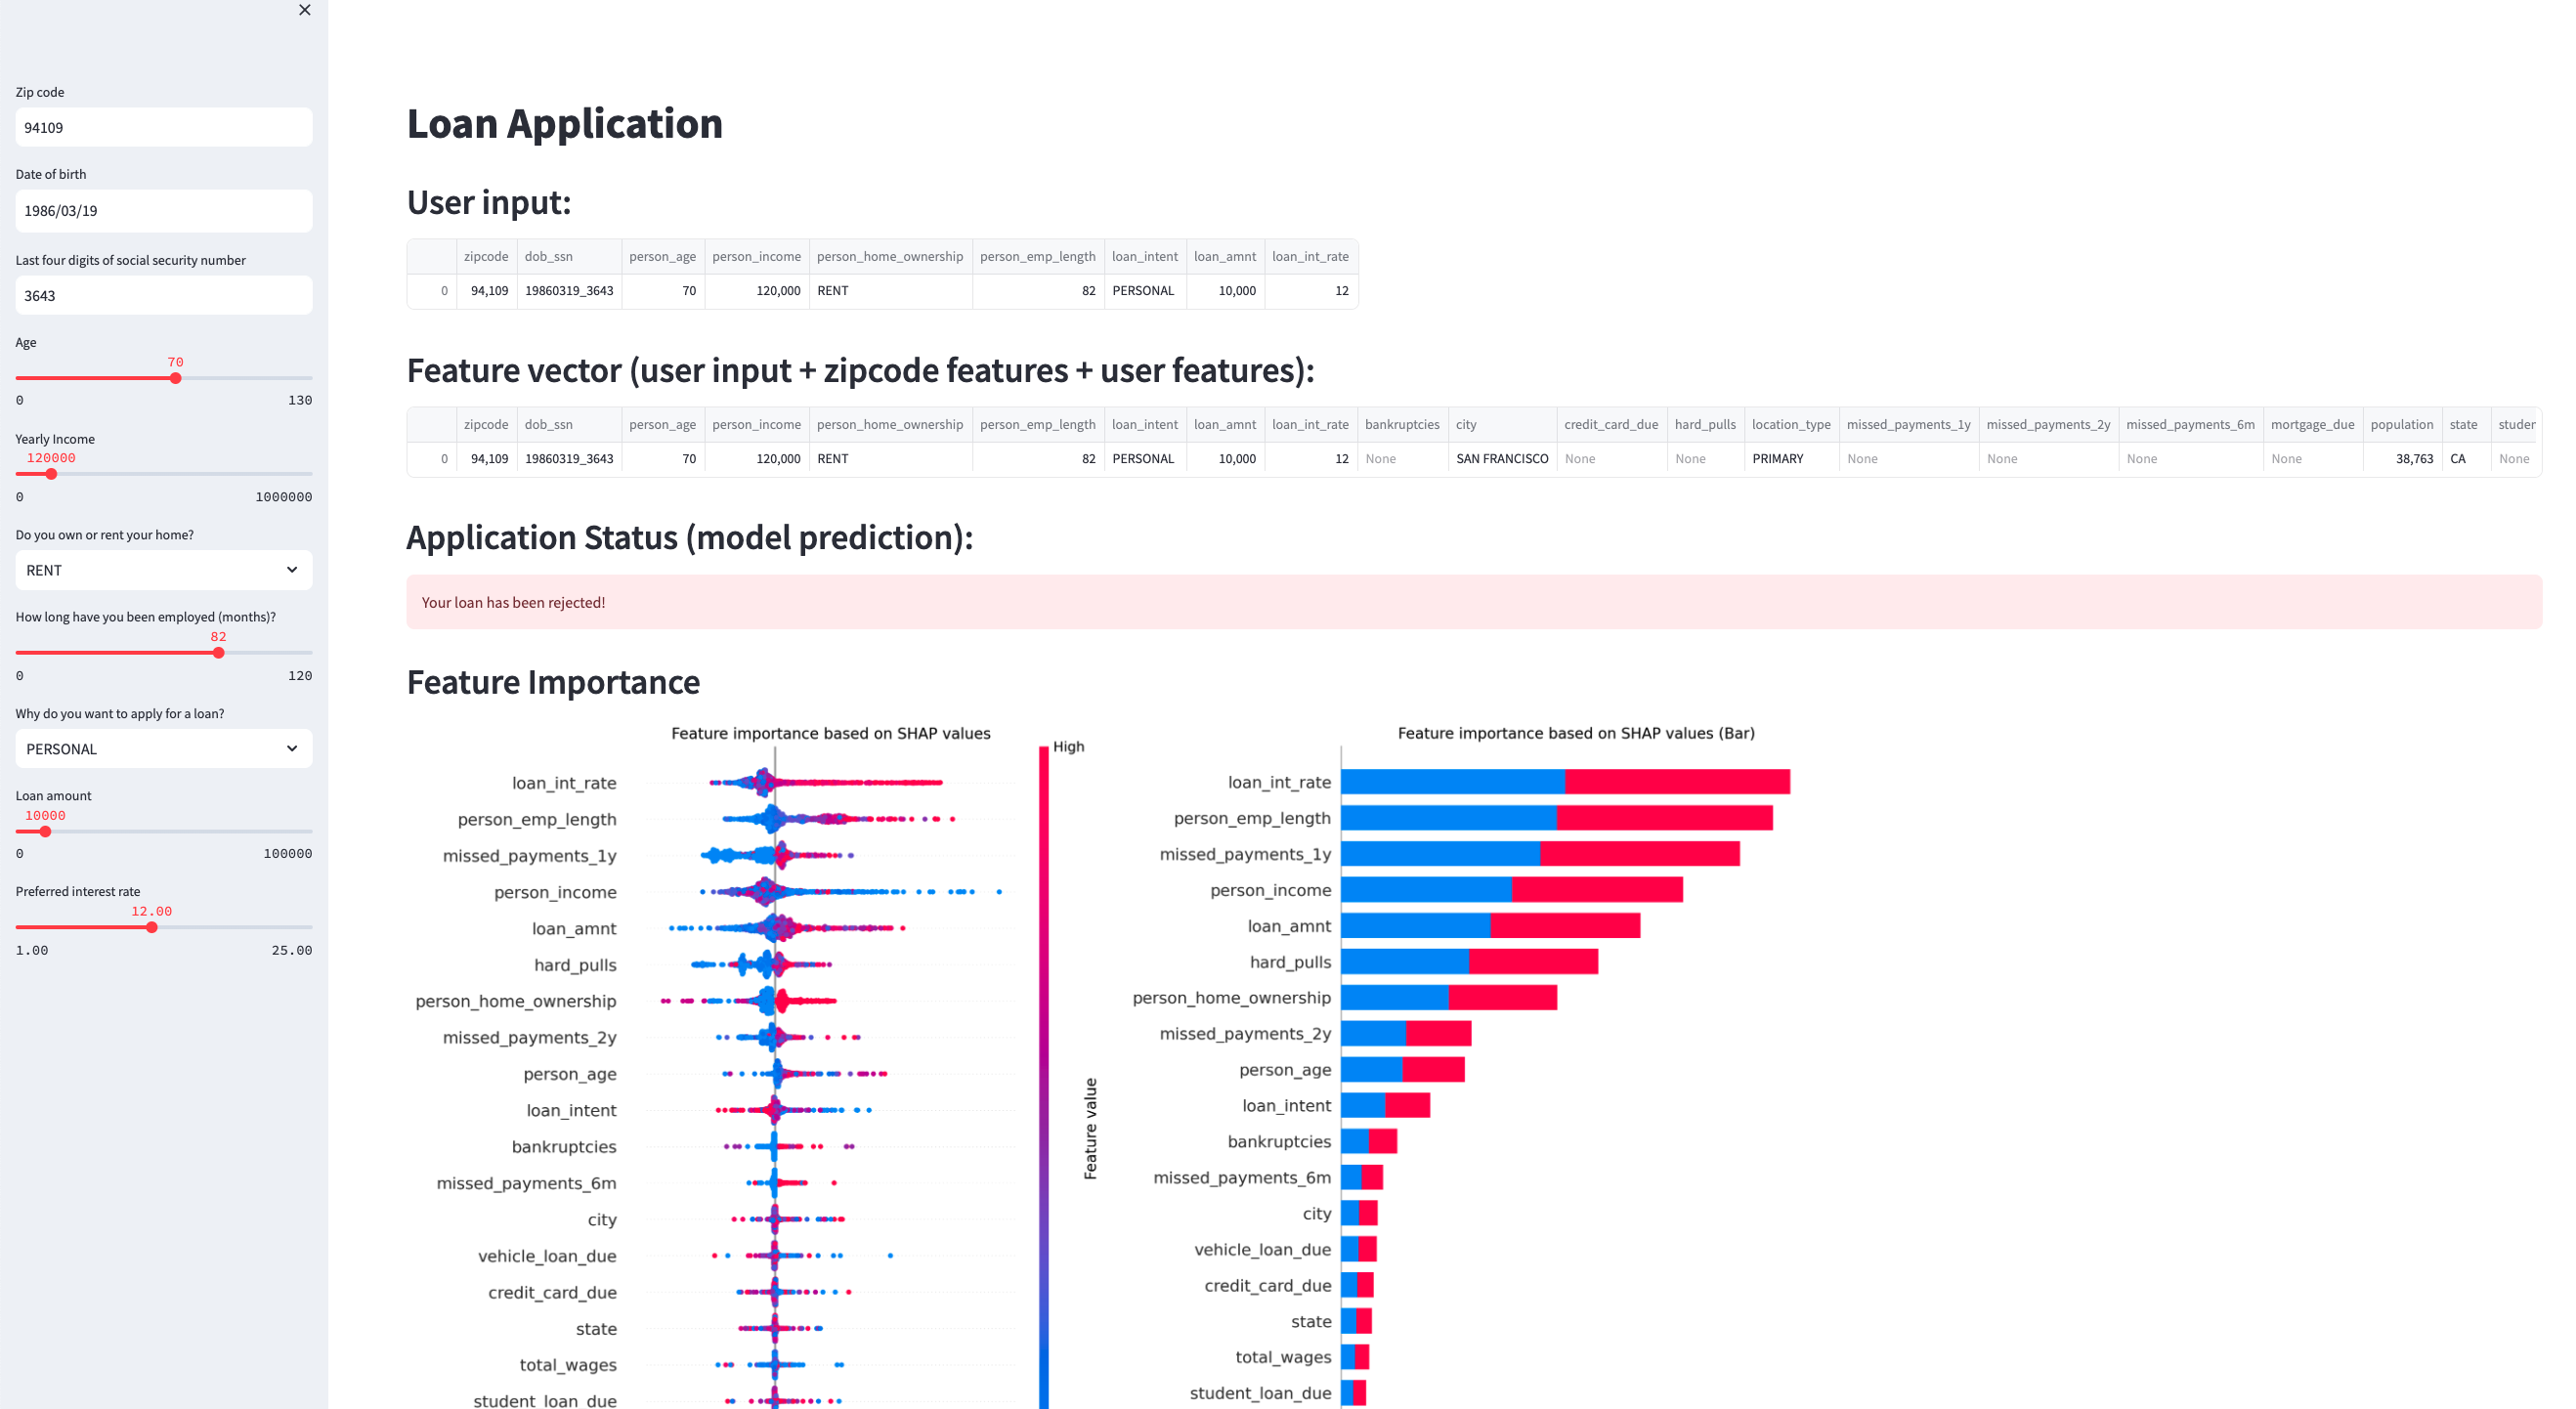 Zip code
94109
Date of birth
1986/03/19
Last four digits of social security number
3643
Age
70
0 130
Yearly Income
120000
0 1000000
Do you own or rent your home?
RENT
How long have you been employed (months)?
82
0 120
Why do you want to apply for a loan?
PERSONAL
Loan amount
10000
0 100000
Preferred interest rate
12.00
1.00 25.00
Loan Application
User input:
zipcode dob_ssn person_age person_income person_home_ownership person_emp_length loan_intent loan_amnt loan_int_rate
0 94,109 19860319_3643 70 120,000 RENT 82 PERSONAL 10,000 12
Feature vector (user input + zipcode features + user features):
zipcode dob_ssn person_age person_income person_home_ownership person_emp_length loan_intent loan_amnt loan_int_rate bankruptcies city credit_card_due hard_pulls location_type missed_payments_1y missed_payments_2y missed_payments_6m mortgage_due population state studer
0 94,109 19860319_3643 70 120,000 RENT 82 PERSONAL 10,000 12 None SAN FRANCISCO None None PRIMARY None None None None 38,763 CA None
Application Status (model prediction):
Your loan has been rejected!
Feature Importance
Feature importance based on SHAP values
High
loan_int_rate
person_emp_length
missed_payments_1y
person_income
loan_amnt
hard_pulls
person_home_ownership
missed_payments_2y
person_age
loan_intent
bankruptcies
missed_payments_6m
city
vehicle_loan_due
credit_card_due
state
total_wages
student_loan_due
Feature value
Feature importance based on SHAP values (Bar)
loan_int_rate
person_emp_length
missed_payments_1y
person_income
loan_amnt
hard_pulls
person_home_ownership
missed_payments_2y
person_age
loan_intent
bankruptcies
missed_payments_6m
city
vehicle_loan_due
credit_card_due
state
total_wages
student_loan_due